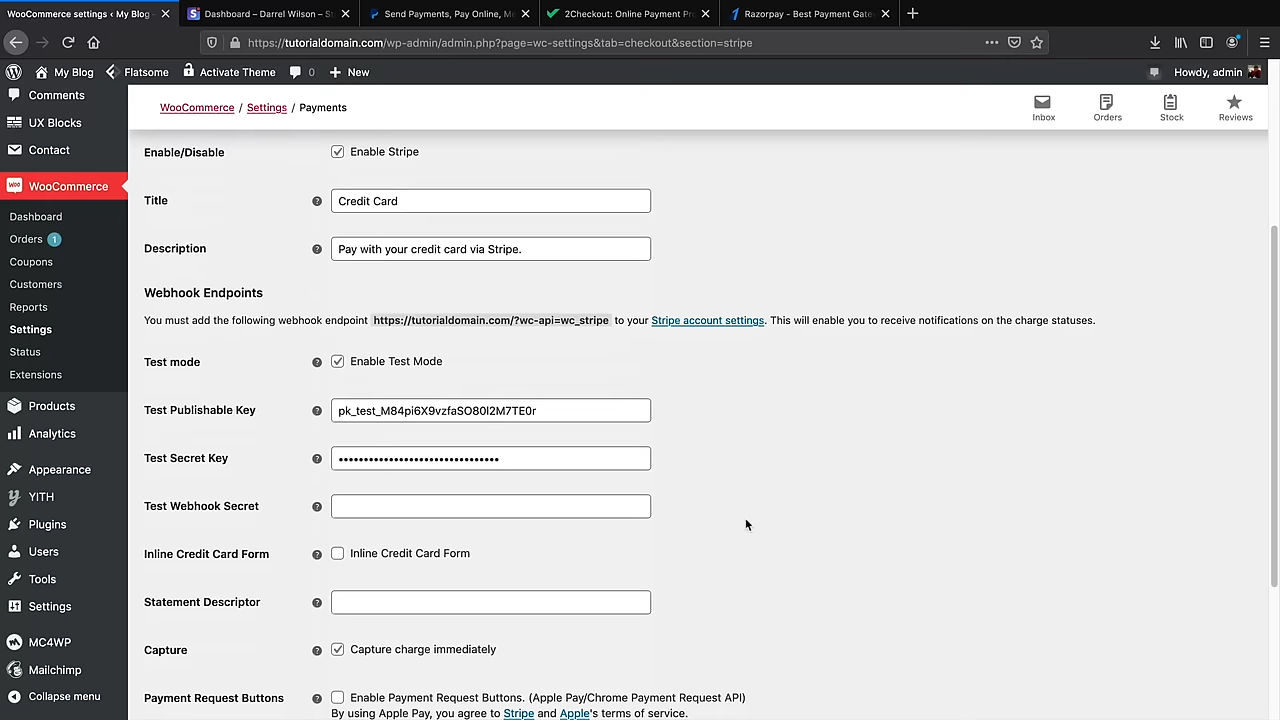 WooCommerce settings ‹ My Blog
Dashboard – Darrel Wilson – St
Send Payments, Pay Online, Me
2Checkout: Online Payment Pr
Razorpay - Best Payment Gate
https://tutorialdomain.com/wp-admin/admin.php?page=wc-settings&tab=checkout&section=stripe
My Blog
Flatsome
Activate Theme
0
New
Howdy, admin
Comments
UX Blocks
Contact
WooCommerce
Dashboard
Orders 1
Coupons
Customers
Reports
Settings
Status
Extensions
Products
Analytics
Appearance
YITH
Plugins
Users
Tools
Settings
MC4WP
Mailchimp
Collapse menu
WooCommerce / Settings / Payments
Inbox
Orders
Stock
Reviews
Enable/Disable
Enable Stripe
Title
Credit Card
Description
Pay with your credit card via Stripe.
Webhook Endpoints
You must add the following webhook endpoint https://tutorialdomain.com/?wc-api=wc_stripe to your Stripe account settings. This will enable you to receive notifications on the charge statuses.
Test mode
Enable Test Mode
Test Publishable Key
pk_test_M84pi6X9vzfaSO80l2M7TE0r
Test Secret Key
Test Webhook Secret
Inline Credit Card Form
Inline Credit Card Form
Statement Descriptor
Capture
Capture charge immediately
Payment Request Buttons
Enable Payment Request Buttons. (Apple Pay/Chrome Payment Request API)
By using Apple Pay, you agree to Stripe and Apple's terms of service.